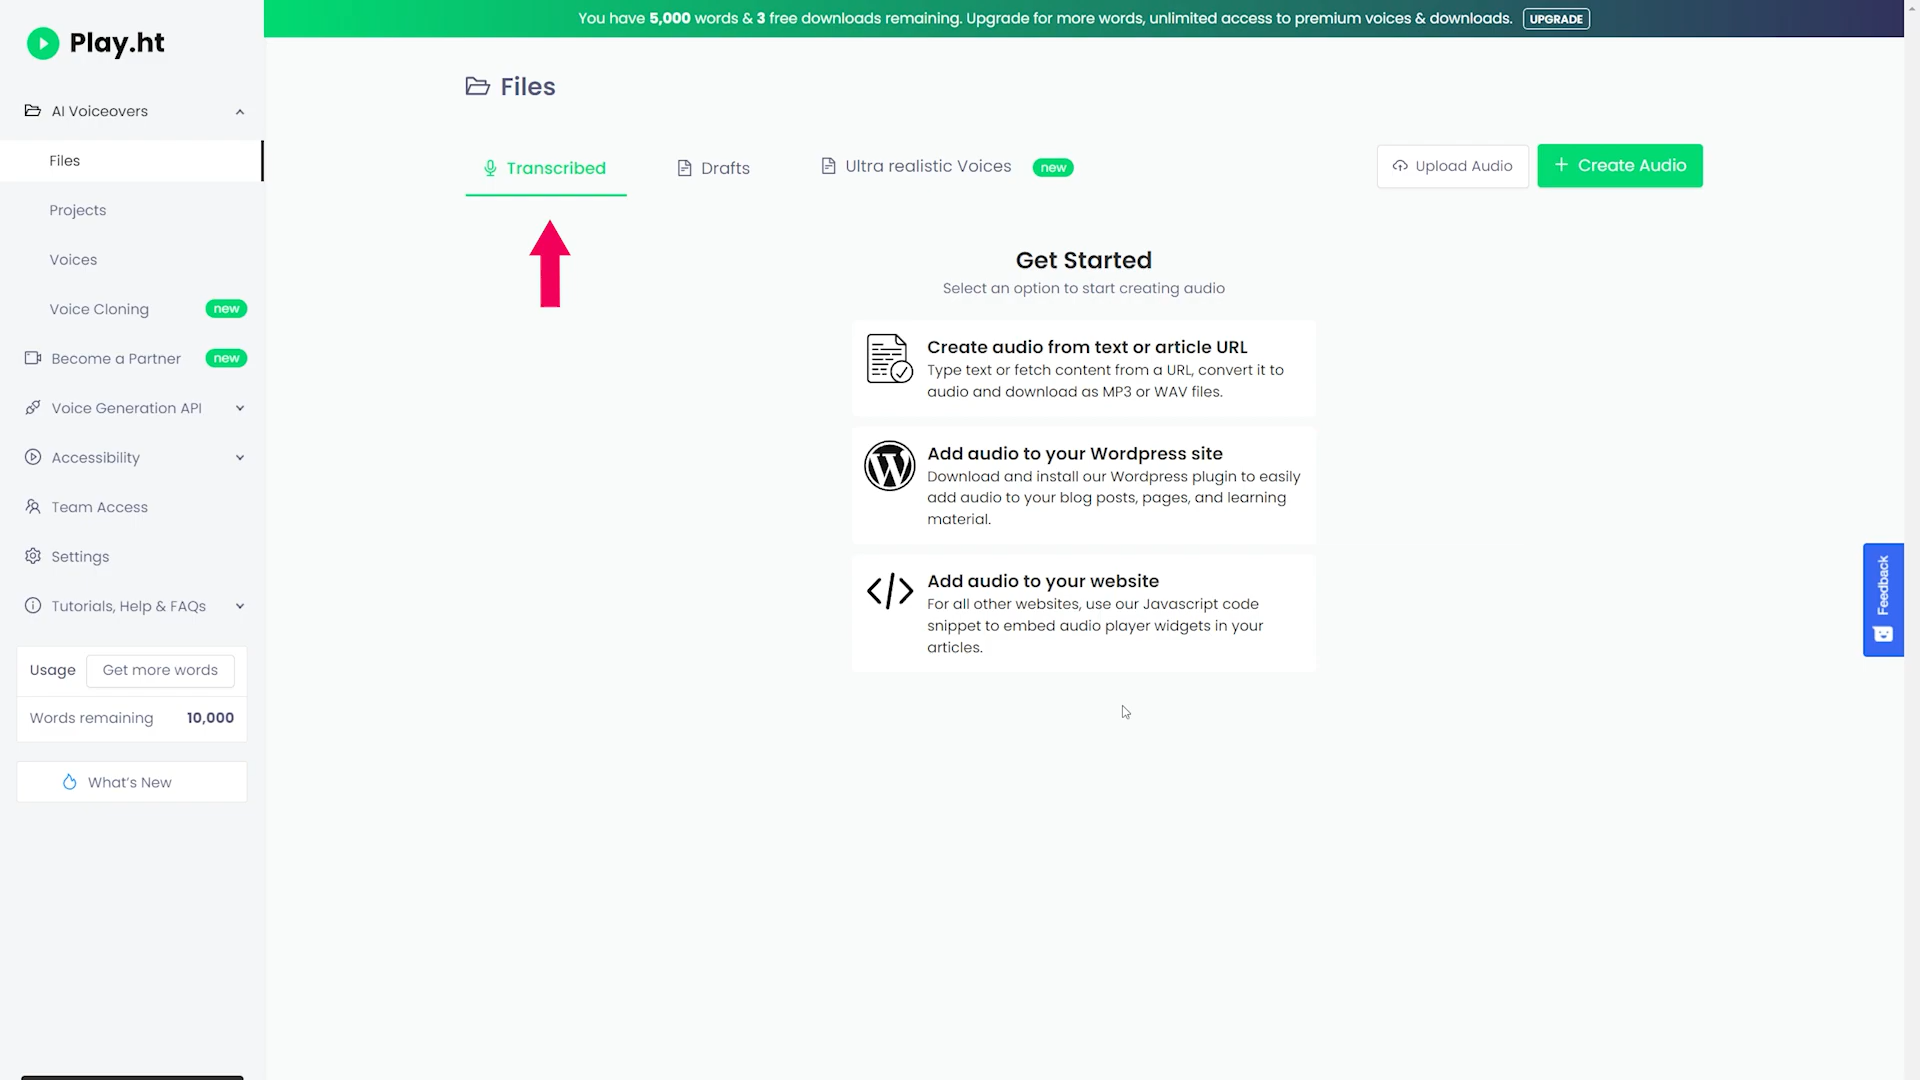 Play.ht
You have 5,000 words & 3 free downloads remaining. Upgrade for more words, unlimited access to premium voices & downloads. UPGRADE
AI Voiceovers
Files
Projects
Voices
Voice Cloning new
Become a Partner new
Voice Generation API
Accessibility
Team Access
Settings
Tutorials, Help & FAQs
Usage Get more words
Words remaining 10,000
What's New
Files
Transcribed Drafts Ultra realistic Voices new Upload Audio + Create Audio
Get Started
Select an option to start creating audio
Create audio from text or article URL
Type text or fetch content from a URL, convert it to
audio and download as MP3 or WAV files.
Add audio to your Wordpress site
Download and install our Wordpress plugin to easily
add audio to your blog posts, pages, and learning
material.
Add audio to your website
For all other websites, use our Javascript code
snippet to embed audio player widgets in your
articles.
Feedback